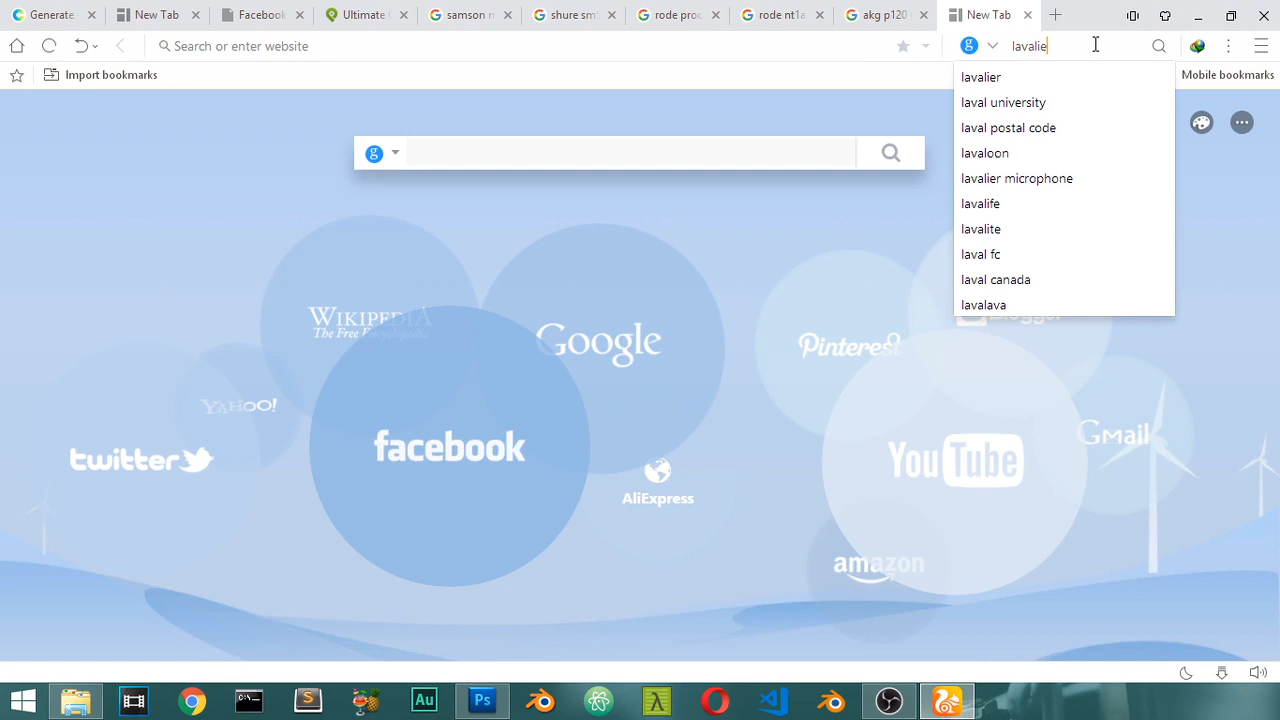 Generate
New Tab
Facebook
Ultimate
samson
shure sm
rode proc
rode nt1a
akg p120
New Tab
Search or enter website
lavalie
Import bookmarks
Mobile bookmarks
lavalier
laval university
laval postal code
lavaloon
lavalier microphone
lavalife
lavalite
laval fc
laval canada
lavalava
WIKIPEDIA
The Free Encyclopedia
Google
Pinterest
YAHOO!
twitter
facebook
AliExpress
YouTube
Gmail
amazon
Au
Ps